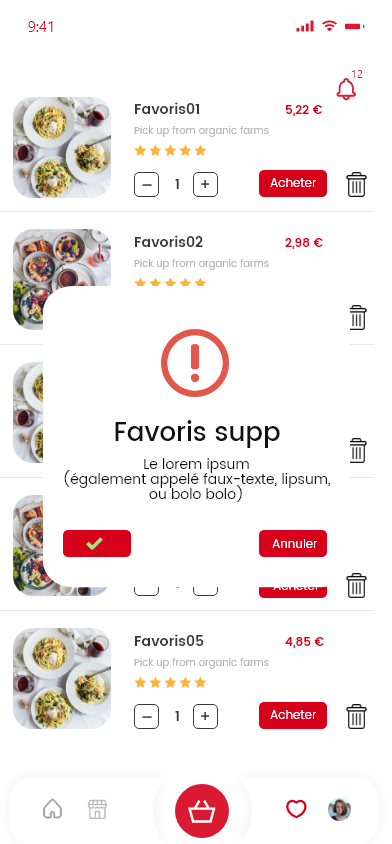 9:41
12
Favoris01
5,22 €
Pick up from organic farms
1
Acheter
Favoris02
2,98 €
Pick up from organic farms
Favoris supp
Le lorem ipsum
(également appelé faux-texte, lipsum,
ou bolo bolo)
Annuler
Acheter
Favoris05
4,85 €
Pick up from organic farms
1
Acheter